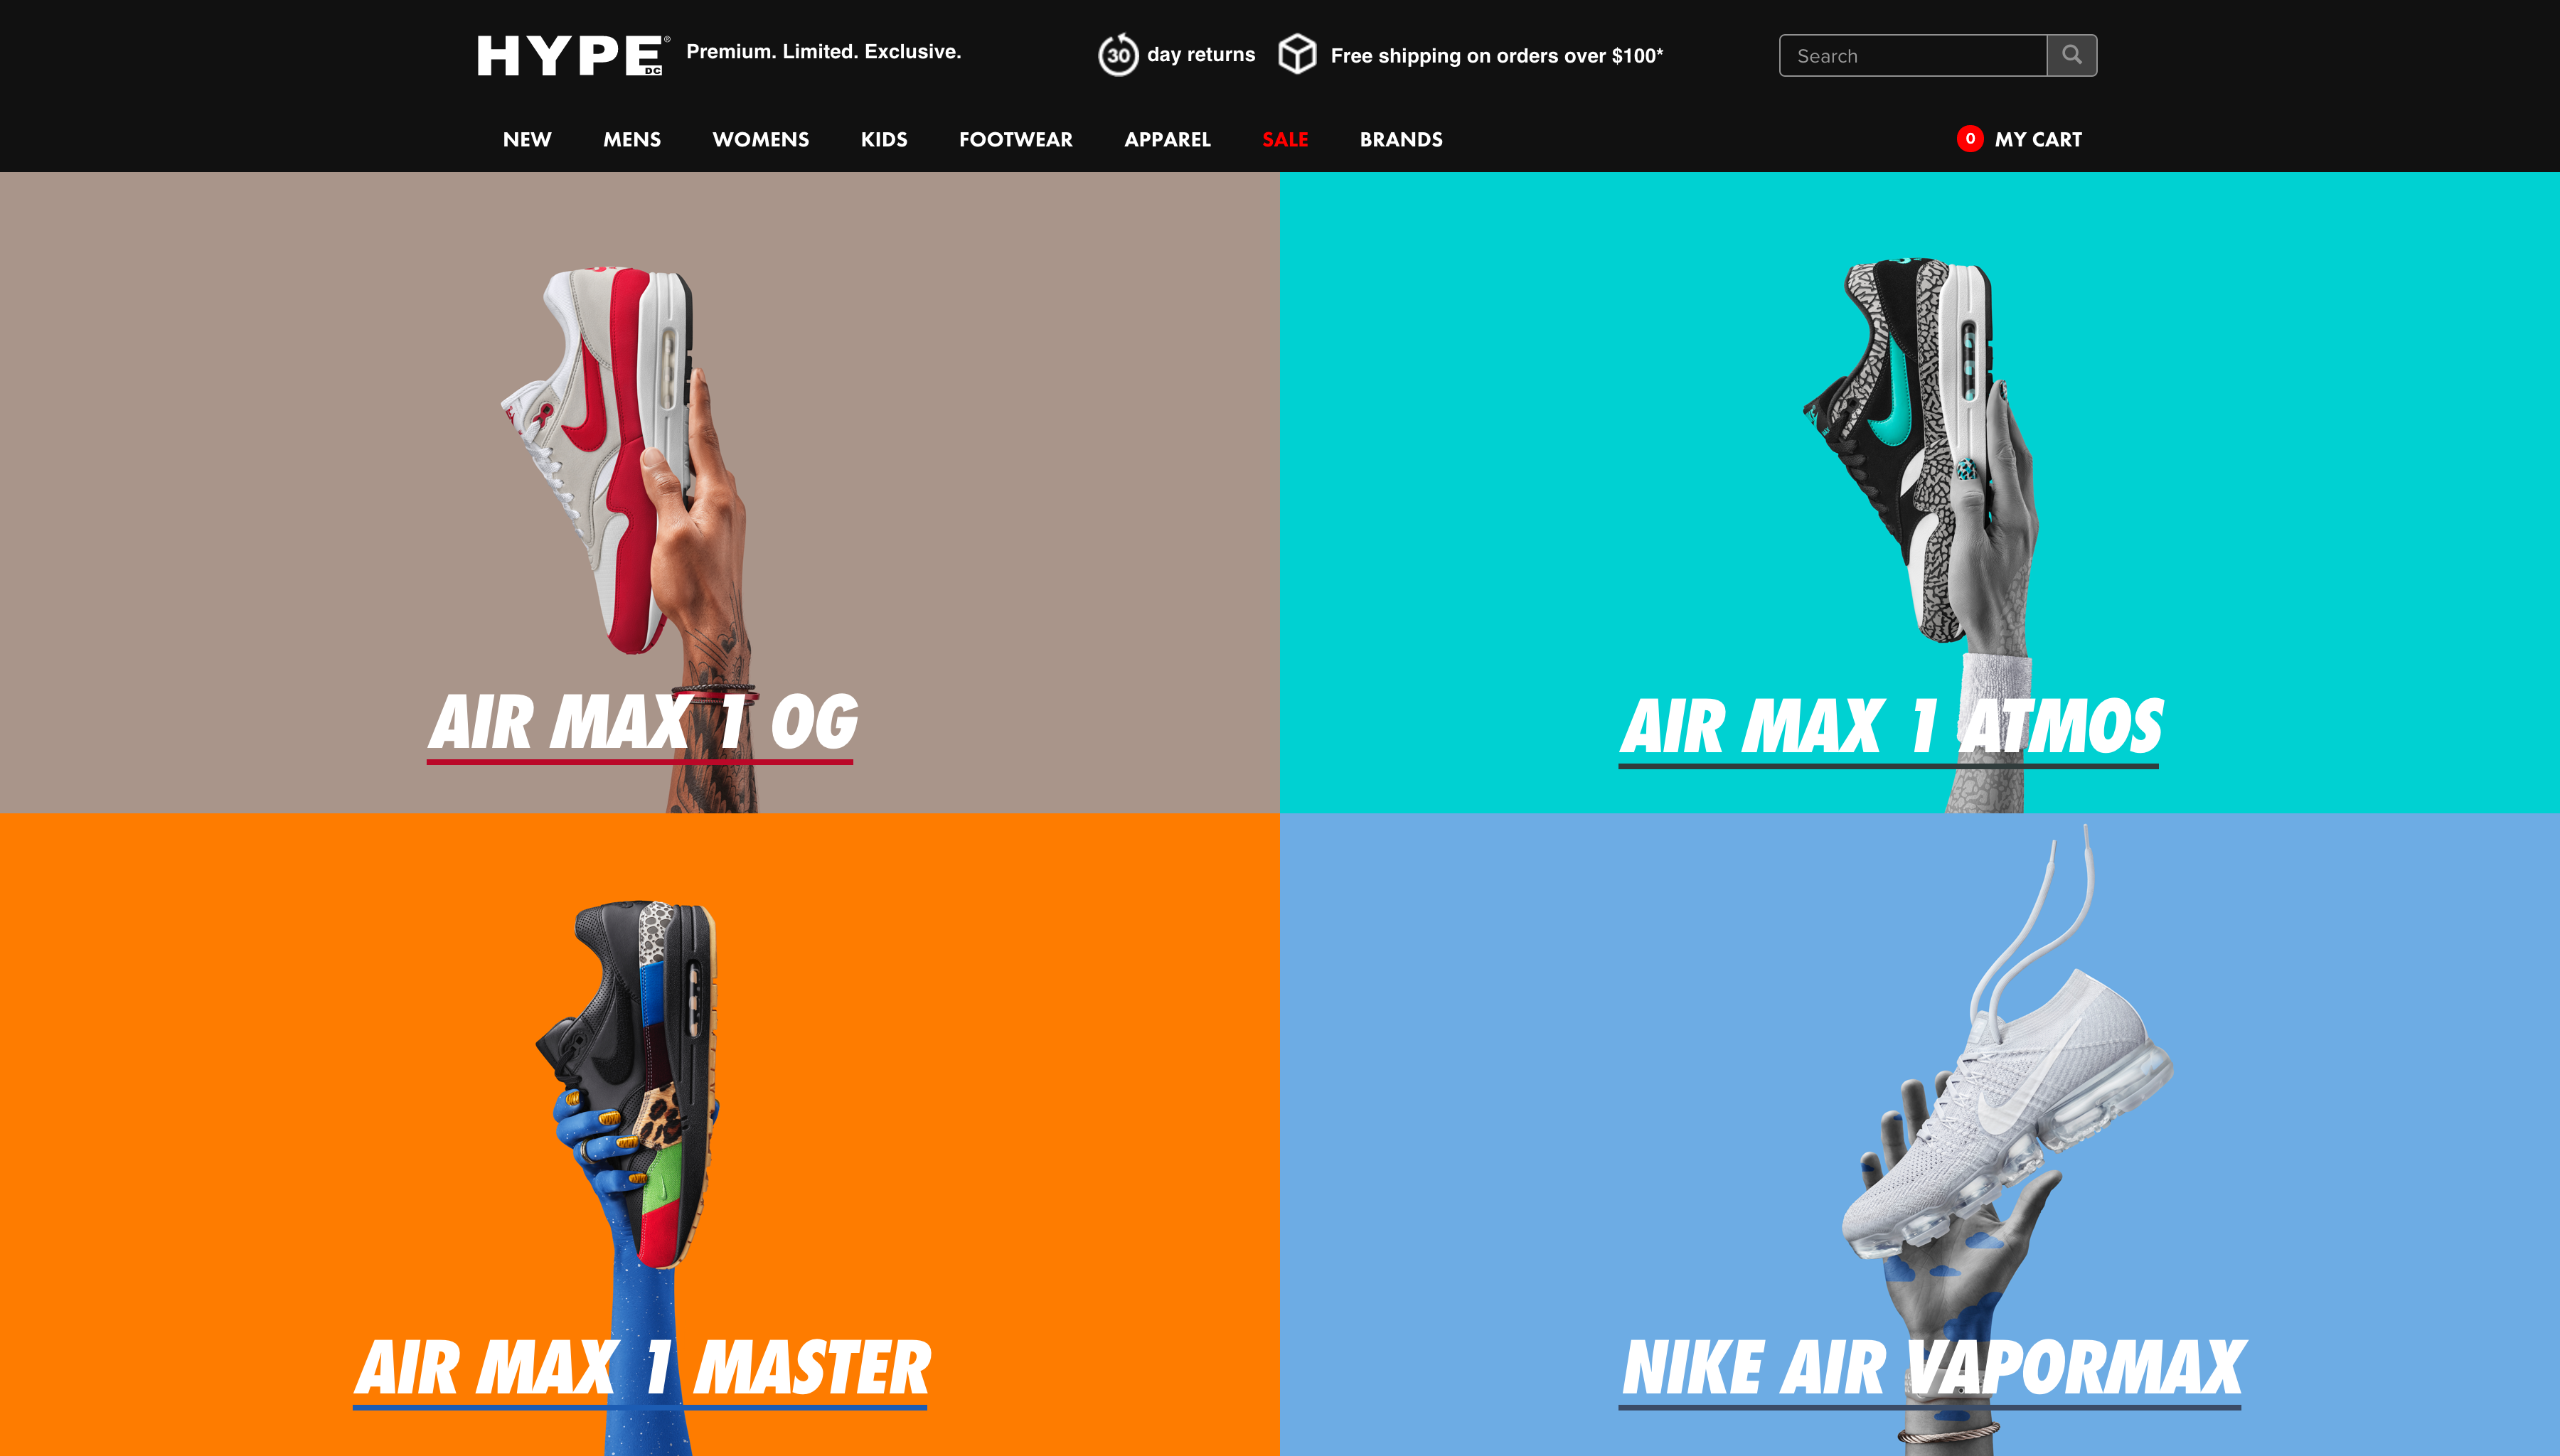 HYPE DC®
Premium. Limited. Exclusive.
30 day returns
Free shipping on orders over $100*
Search
NEW MENS WOMENS KIDS FOOTWEAR APPAREL SALE BRANDS
0 MY CART
AIR MAX 1 OG
AIR MAX 1 ATMOS
AIR MAX 1 MASTER
NIKE AIR VAPORMAX